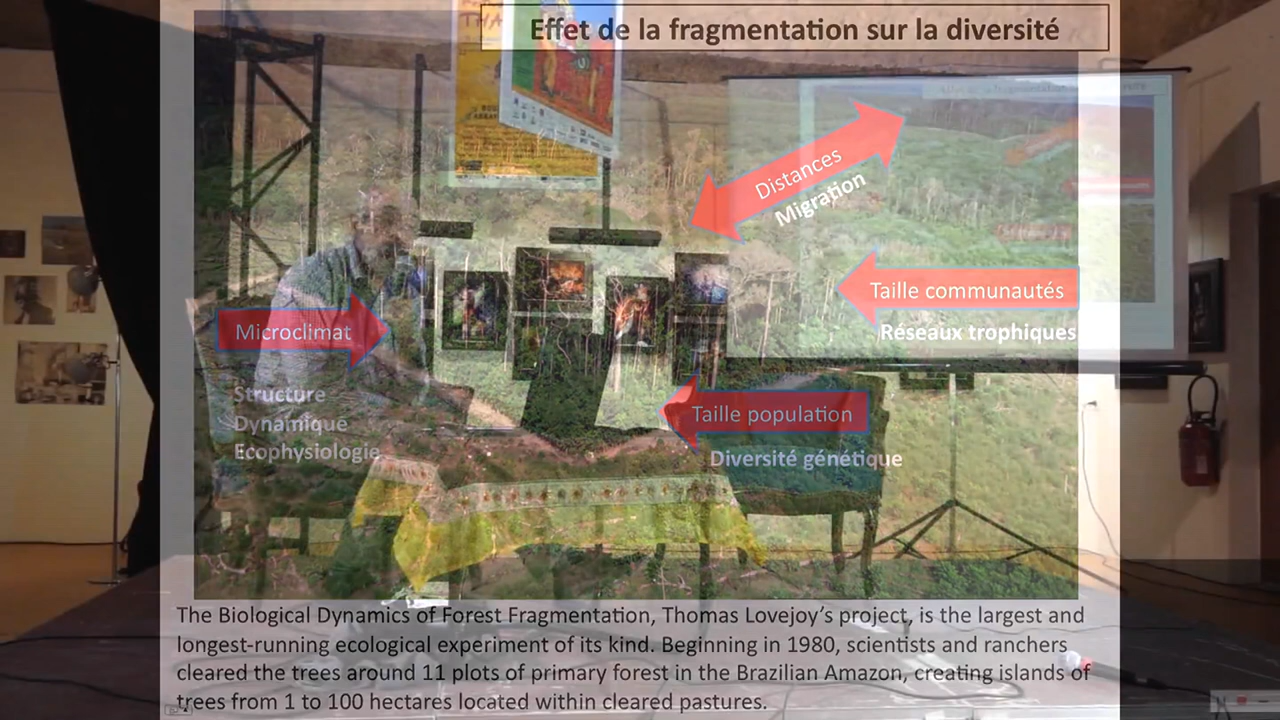 Effet de la fragmentation sur la diversité
Distances
Migration
Taille communautés
Réseaux trophiques
Microclimat
Structure
Dynamique
Ecophysiologie
Taille population
Diversité génétique
The Biological Dynamics of Forest Fragmentation, Thomas Lovejoy’s project, is the largest and
longest-running ecological experiment of its kind. Beginning in 1980, scientists and ranchers
cleared the trees around 11 plots of primary forest in the Brazilian Amazon, creating islands of
trees from 1 to 100 hectares located within cleared pastures.